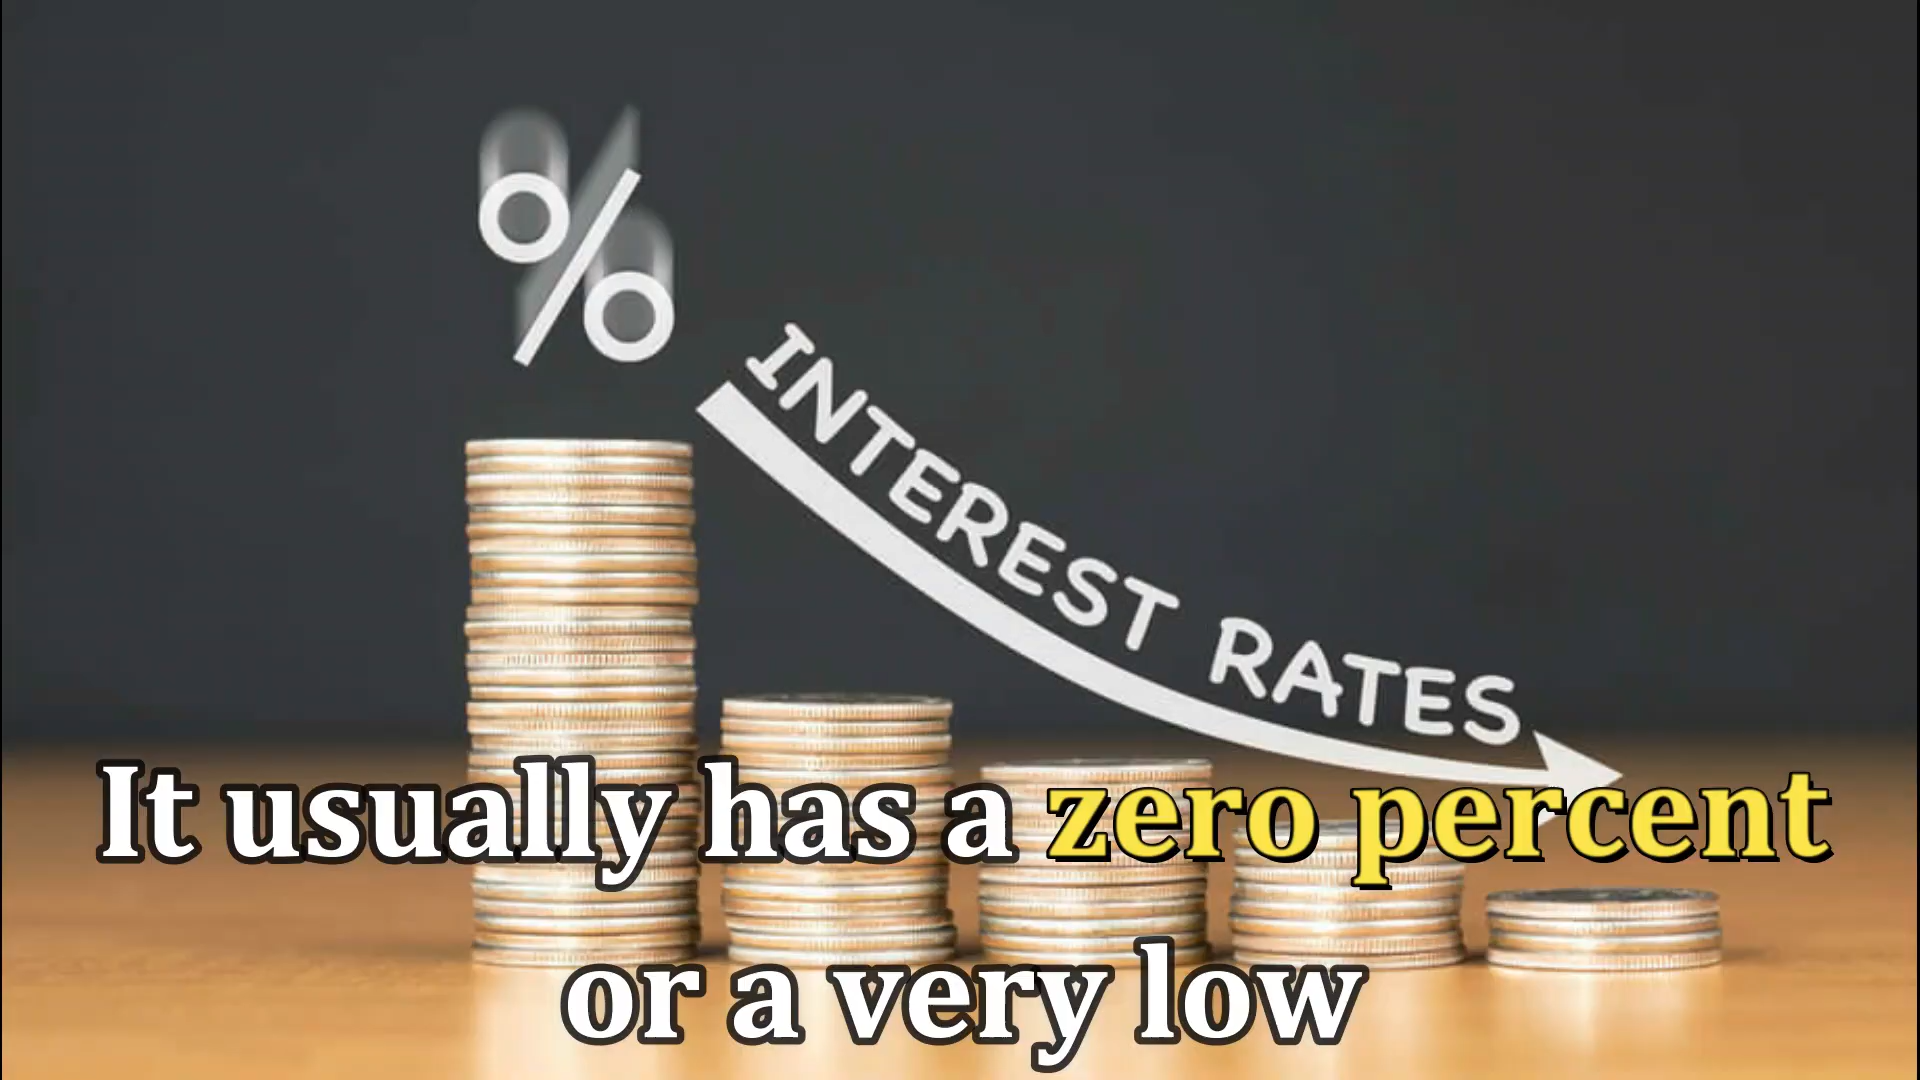 %
INTEREST RATES
It usually has a zero percent
or a very low